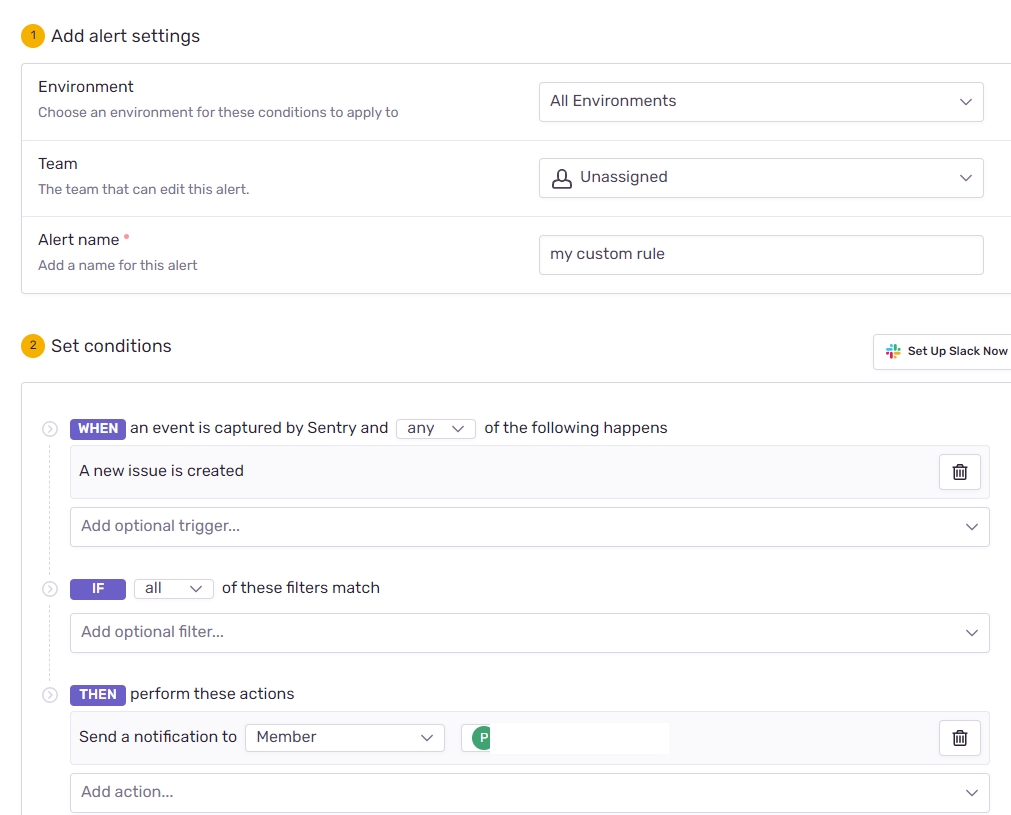 1 Add alert settings
Environment
Choose an environment for these conditions to apply to
All Environments
Team
The team that can edit this alert.
Unassigned
Alert name *
Add a name for this alert
my custom rule
2 Set conditions
Set Up Slack Now
WHEN an event is captured by Sentry and any of the following happens
A new issue is created
Add optional trigger...
IF all of these filters match
Add optional filter...
THEN perform these actions
Send a notification to Member P
Add action...